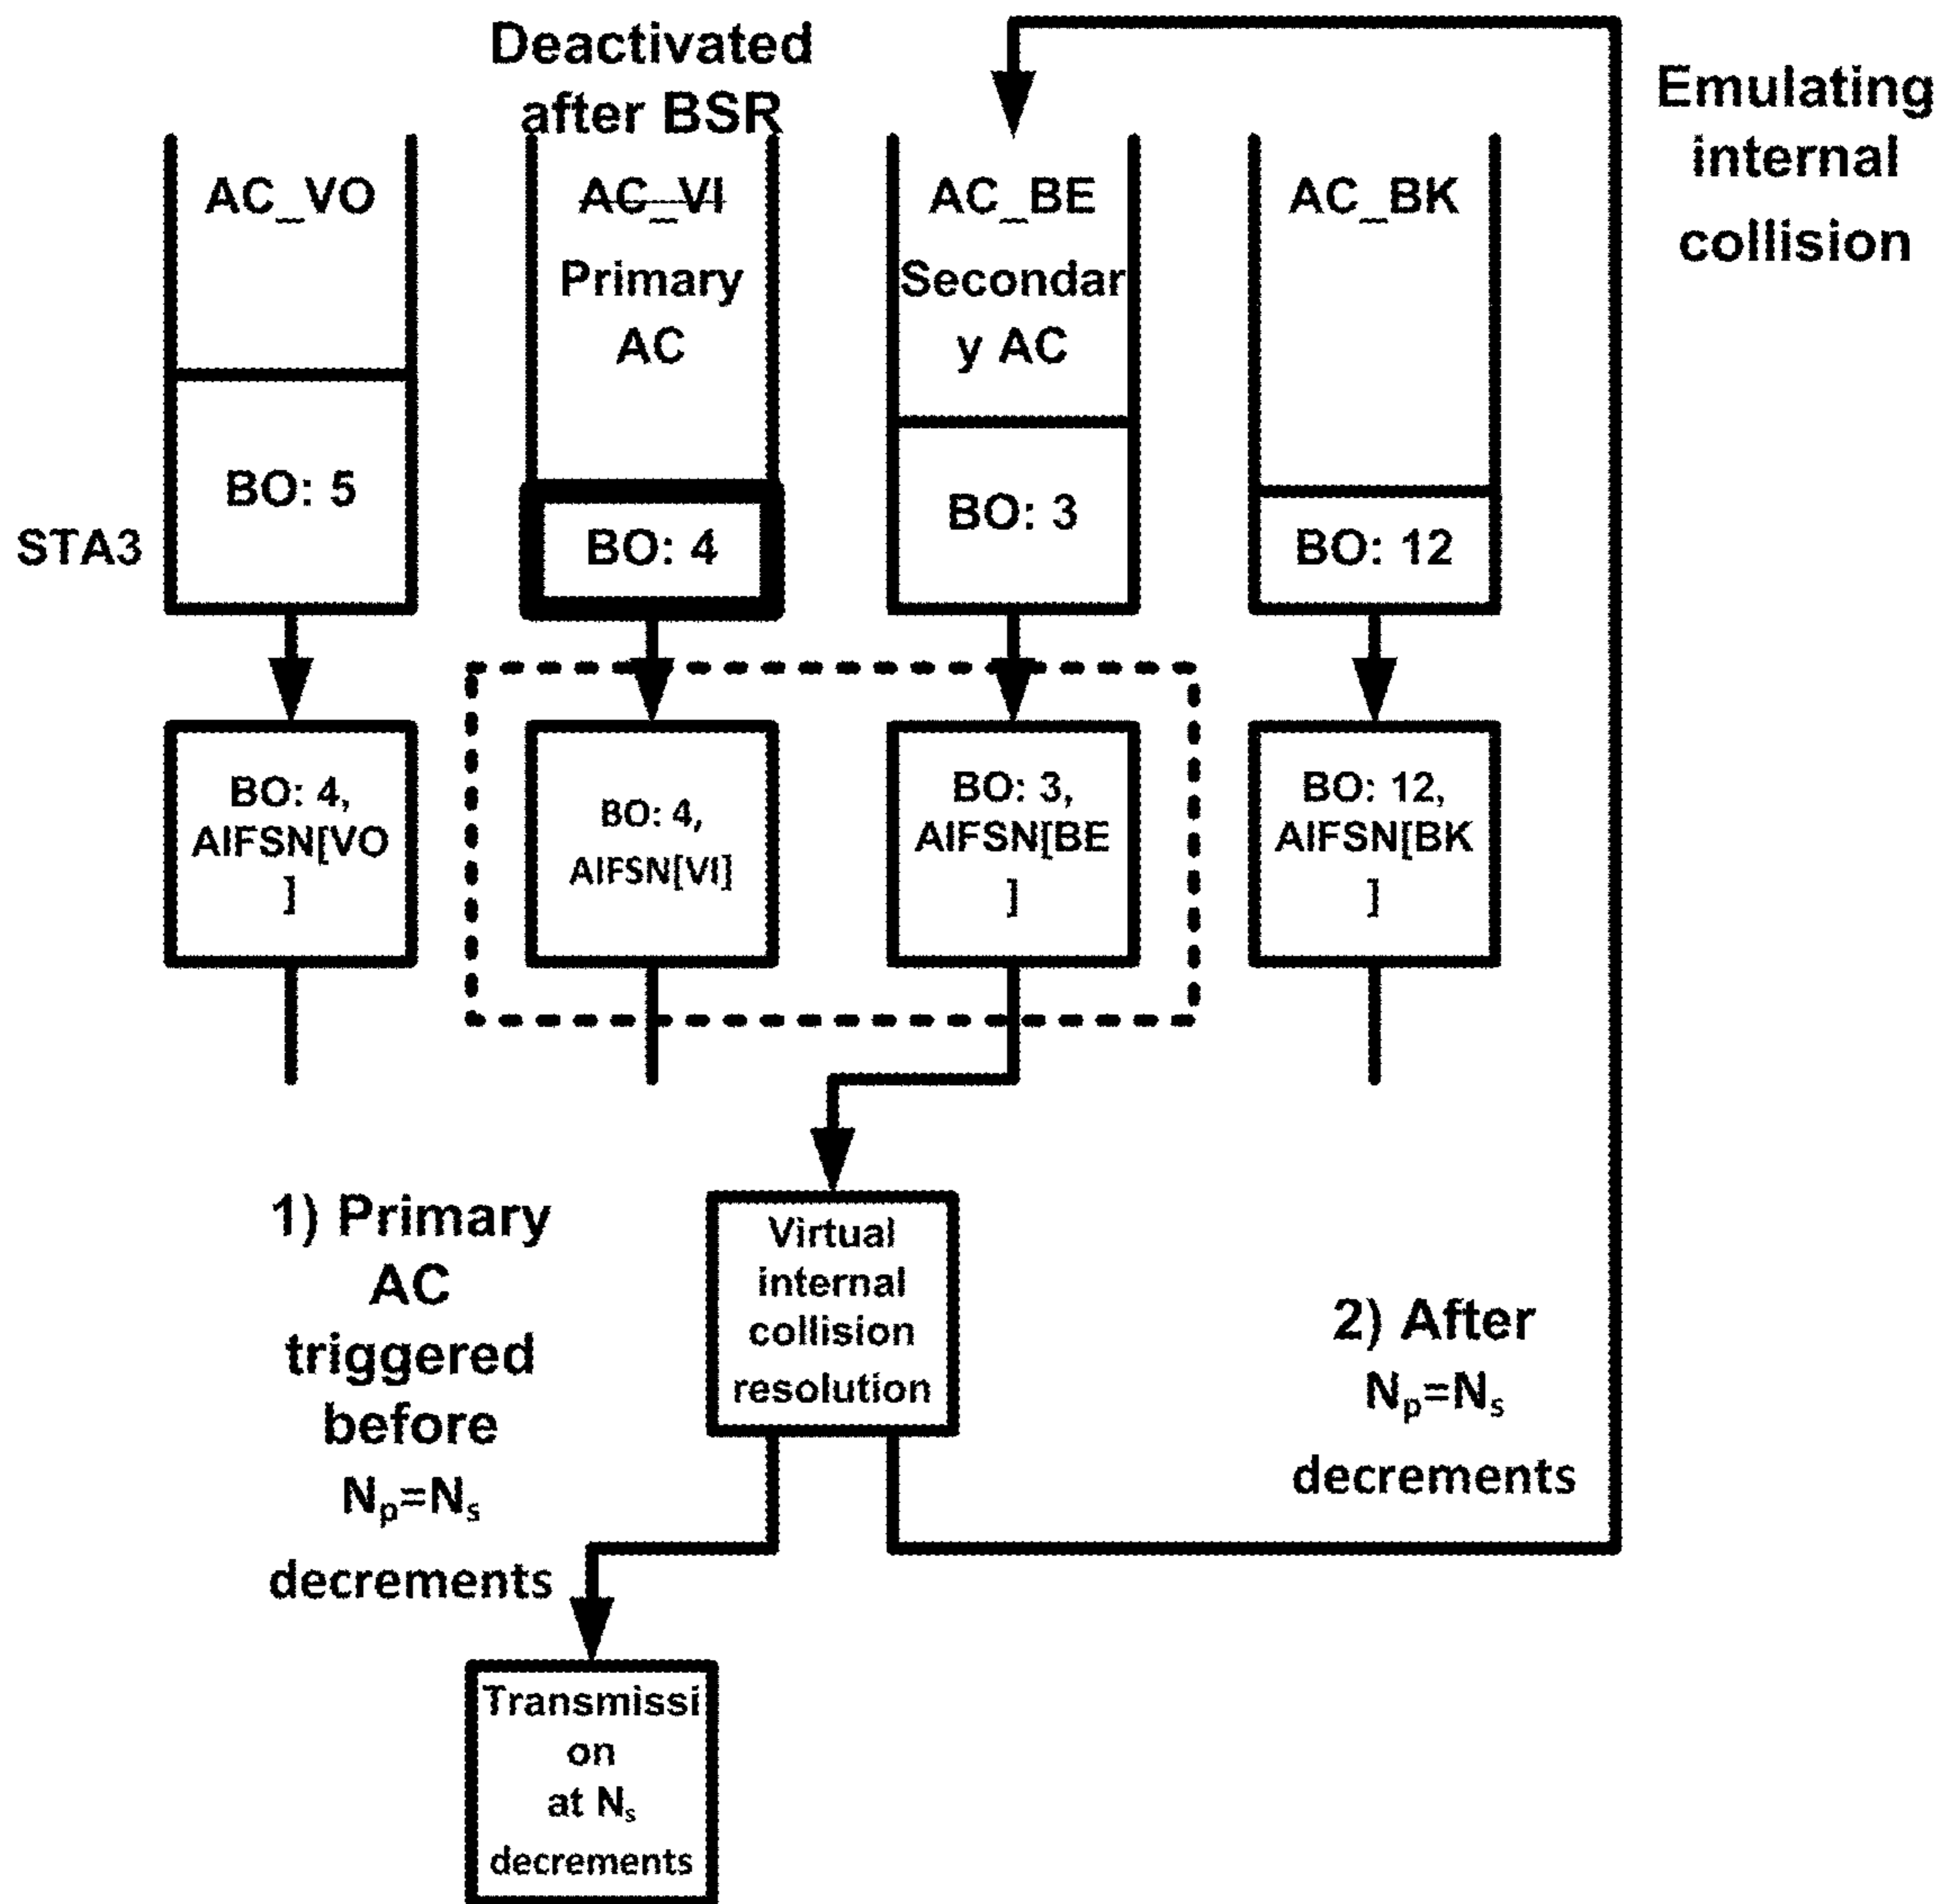 Deactivated
after BSR
Emulating
internal
collision
AC_VO
AC_VI
Primary
AC
AC_BE
Secondar
y AC
AC_BK
STA3
BO: 5
BO: 4
BO: 3
BO: 12
BO: 4,
AIFSN[VO
]
BO: 4,
AIFSN[VI]
BO: 3,
AIFSN[BE
]
BO: 12,
AIFSN[BK
]
1) Primary
AC
triggered
before
Np=Ns
decrements
Virtual
internal
collision
resolution
2) After
Np=Ns
decrements
Transmissi
on
at Ns
decrements